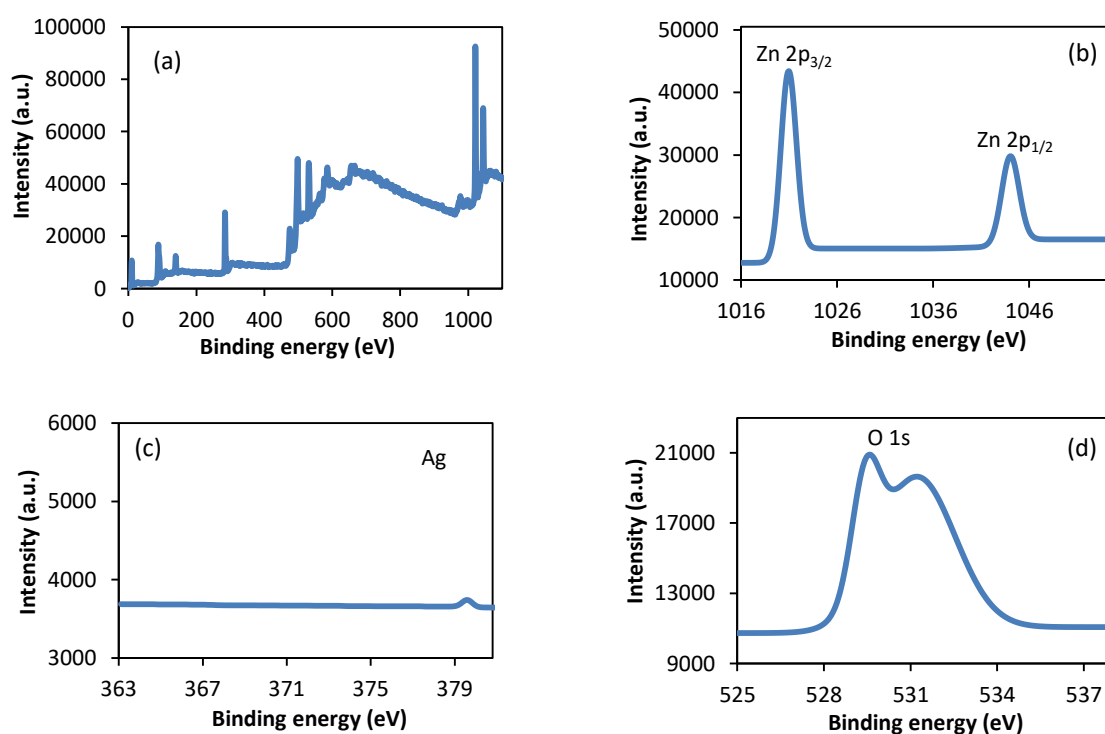 (a)
Intensity (a.u.)
100000
80000
60000
40000
20000
0
0 200 400 600 800 1000
Binding energy (eV)
(b)
Zn 2p3/2
Zn 2p1/2
Intensity (a.u.)
50000
40000
30000
20000
10000
1016 1026 1036 1046
Binding energy (eV)
(c)
Ag
Intensity (a.u.)
6000
5000
4000
3000
363 367 371 375 379
Binding energy (eV)
(d)
O 1s
Intensity (a.u.)
21000
17000
13000
9000
525 528 531 534 537
Binding energy (eV)